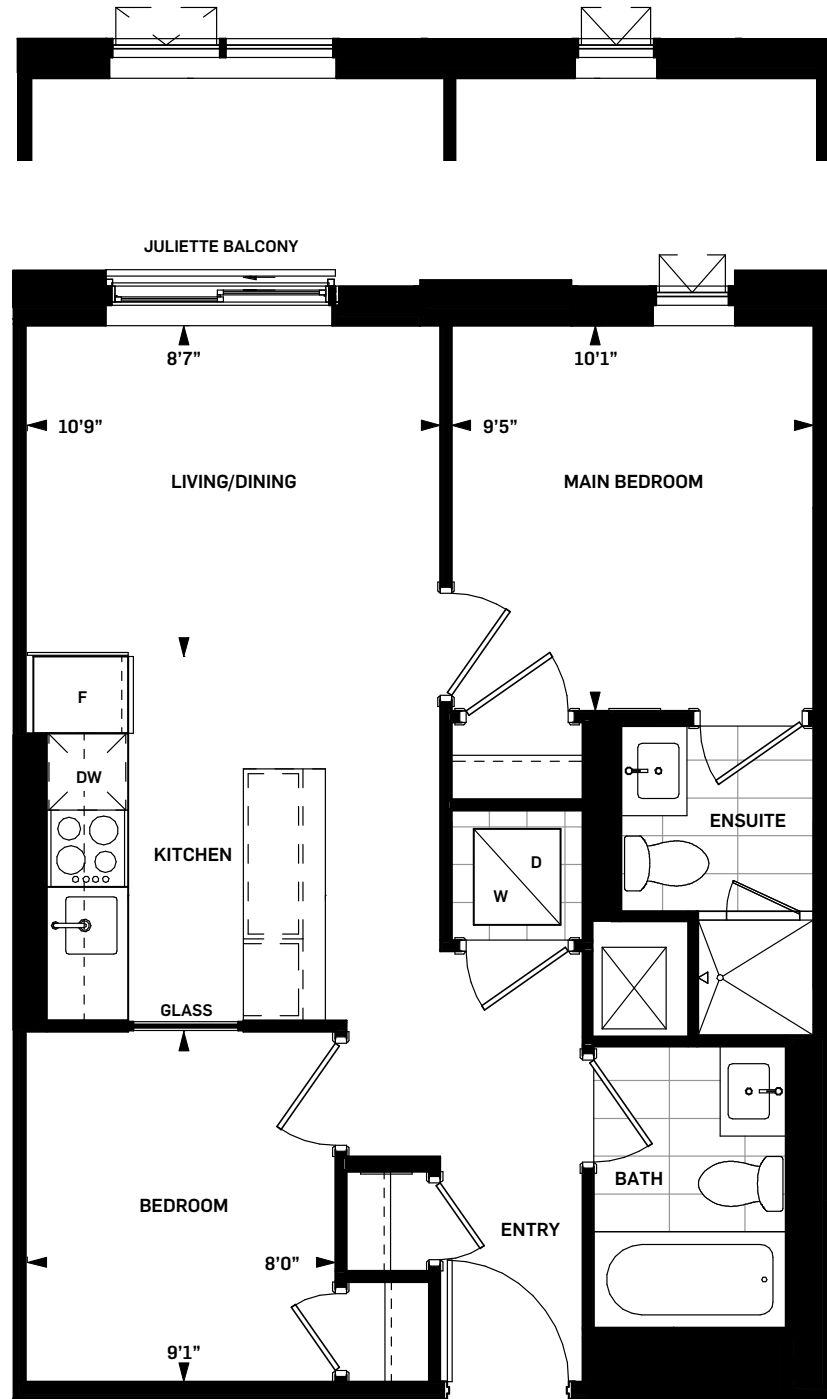 JULIETTE BALCONY
8’7”
10’1”
10’9”
9’5”
LIVING/DINING
MAIN BEDROOM
F
DW
ENSUITE
KITCHEN
D
W
GLASS
BATH
BEDROOM
ENTRY
8’0”
9’1”